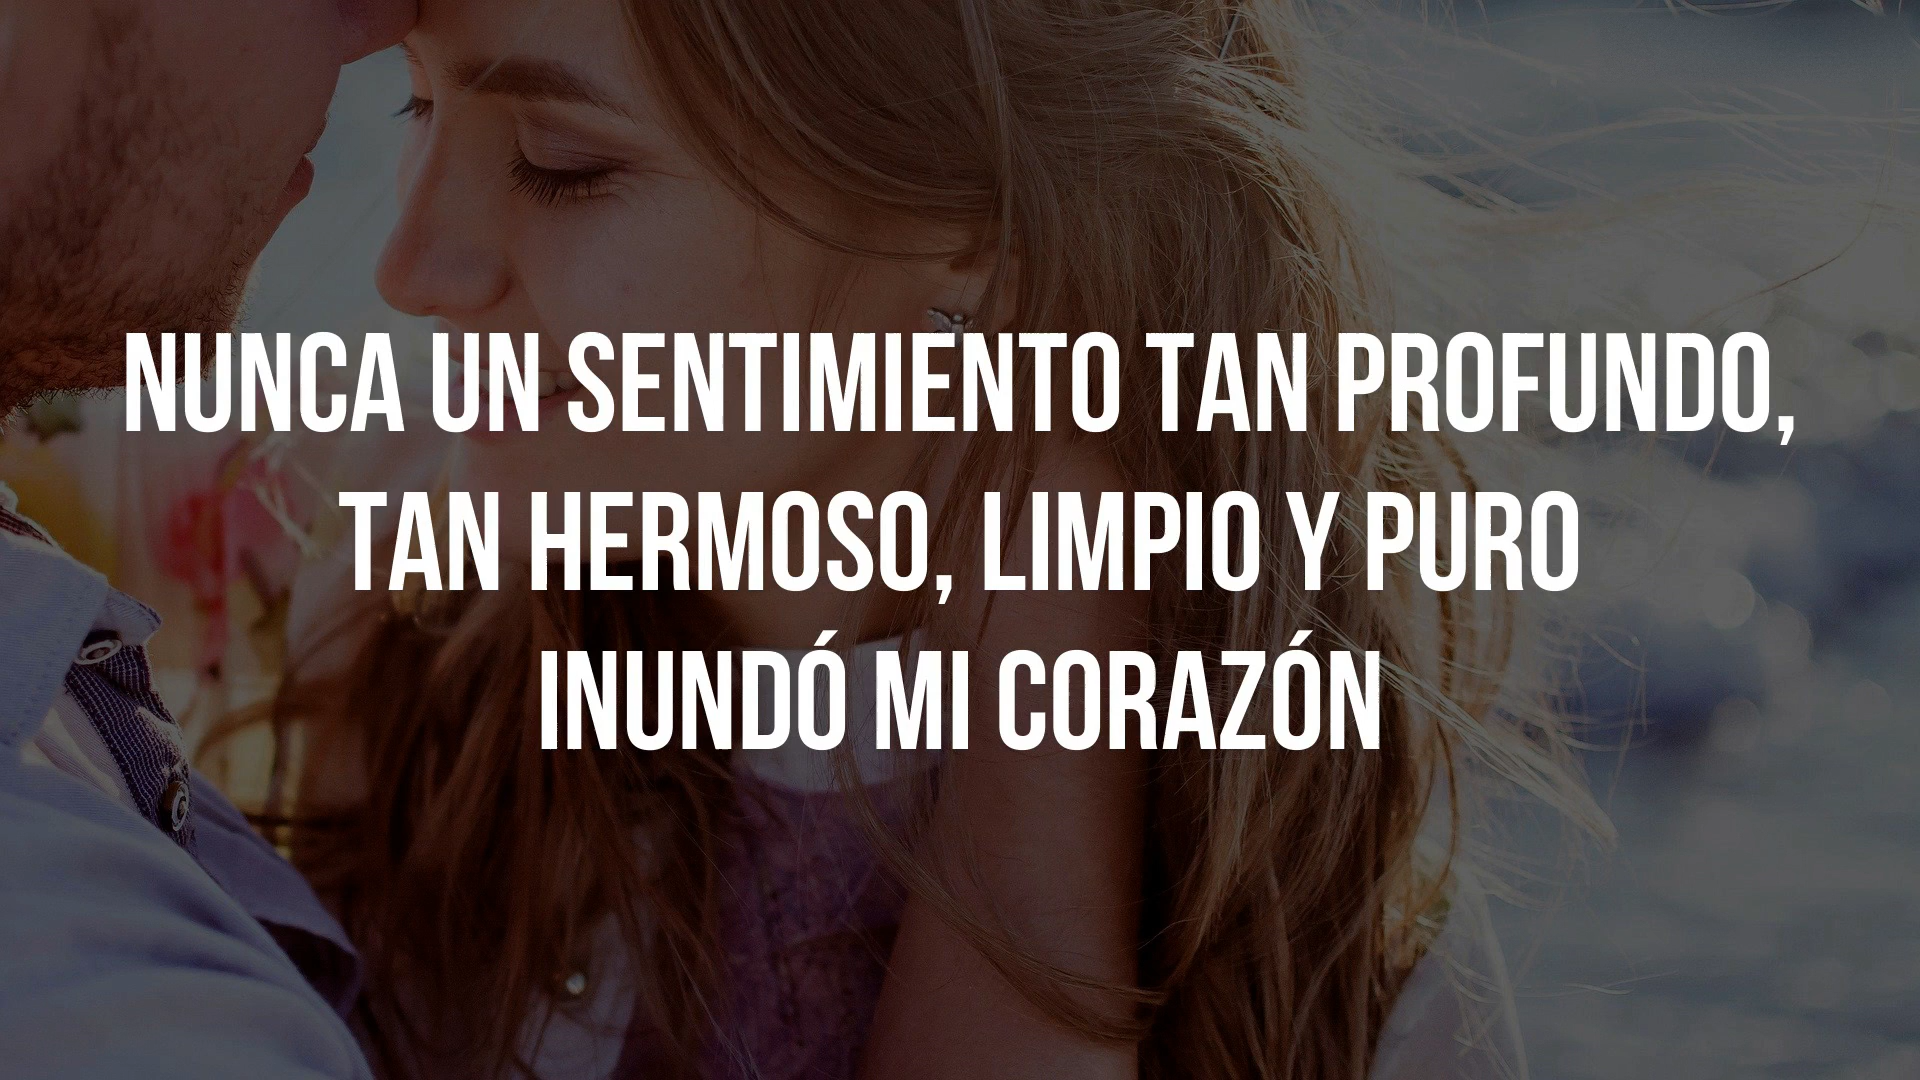 NUNCA UN SENTIMIENTO TAN PROFUNDO,
TAN HERMOSO, LIMPIO Y PURO
INUNDÓ MI CORAZÓN